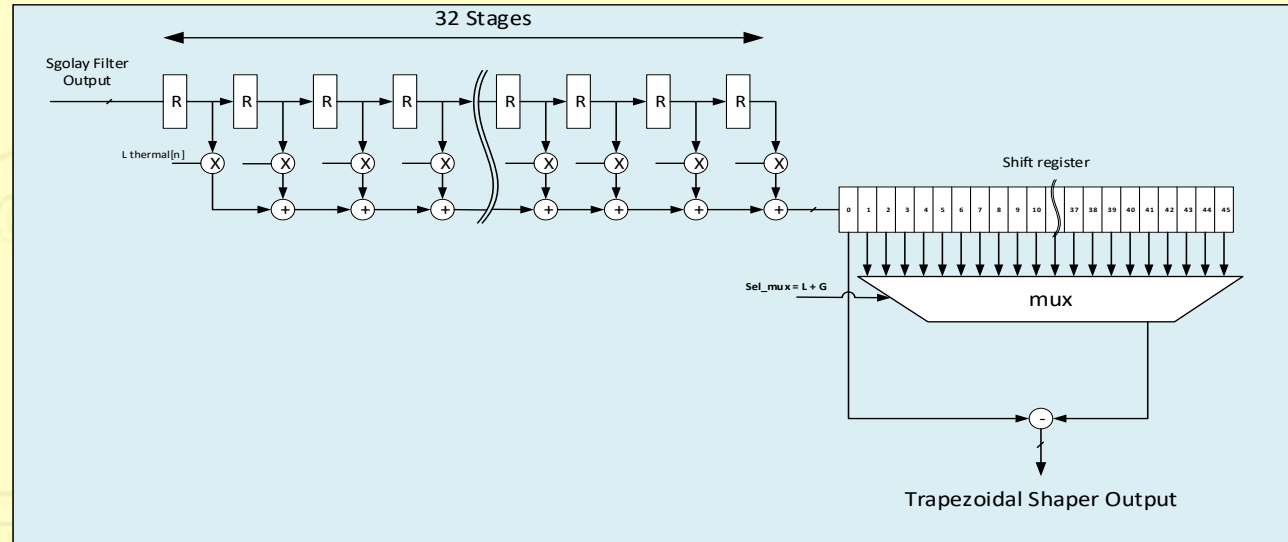 32 Stages
Sgolay Filter
Output
R R R R R R R R
L thermal[n]
X X X X X X X X
+ + + + + + +
Shift register
0 1 2 3 4 5 6 7 8 9 10 37 38 39 40 41 42 43 44 45
Sel_mux = L + G
mux
-
Trapezoidal Shaper Output